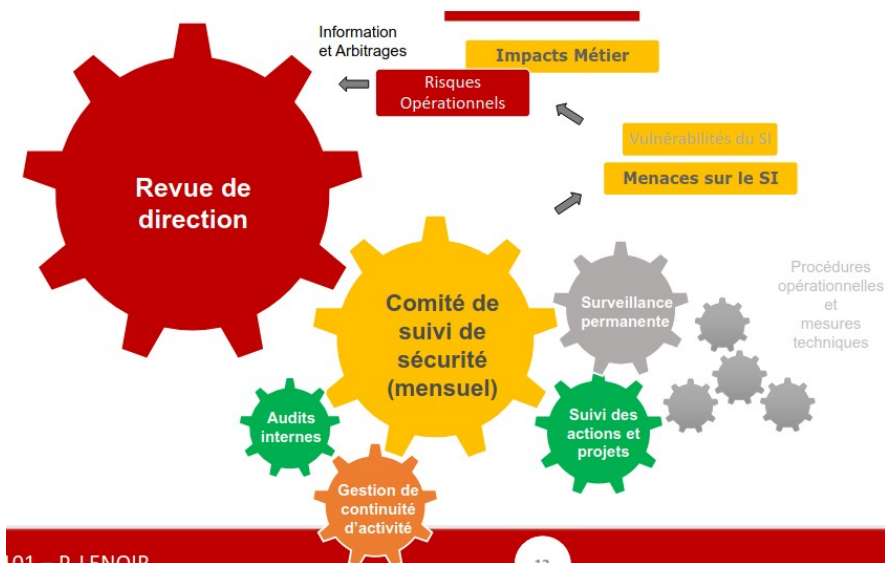 Information
et Arbitrages
Impacts Métier
Risques
Opérationnels
Vulnérabilités du SI
Menaces sur le SI
Revue de
direction
Comité de
suivi de
sécurité
(mensuel)
Surveillance
permanente
Procédures
opérationnelles
et
mesures
techniques
Audits
internes
Suivi des
actions et
projets
Gestion de
continuité
d'activité
P. LENOIR